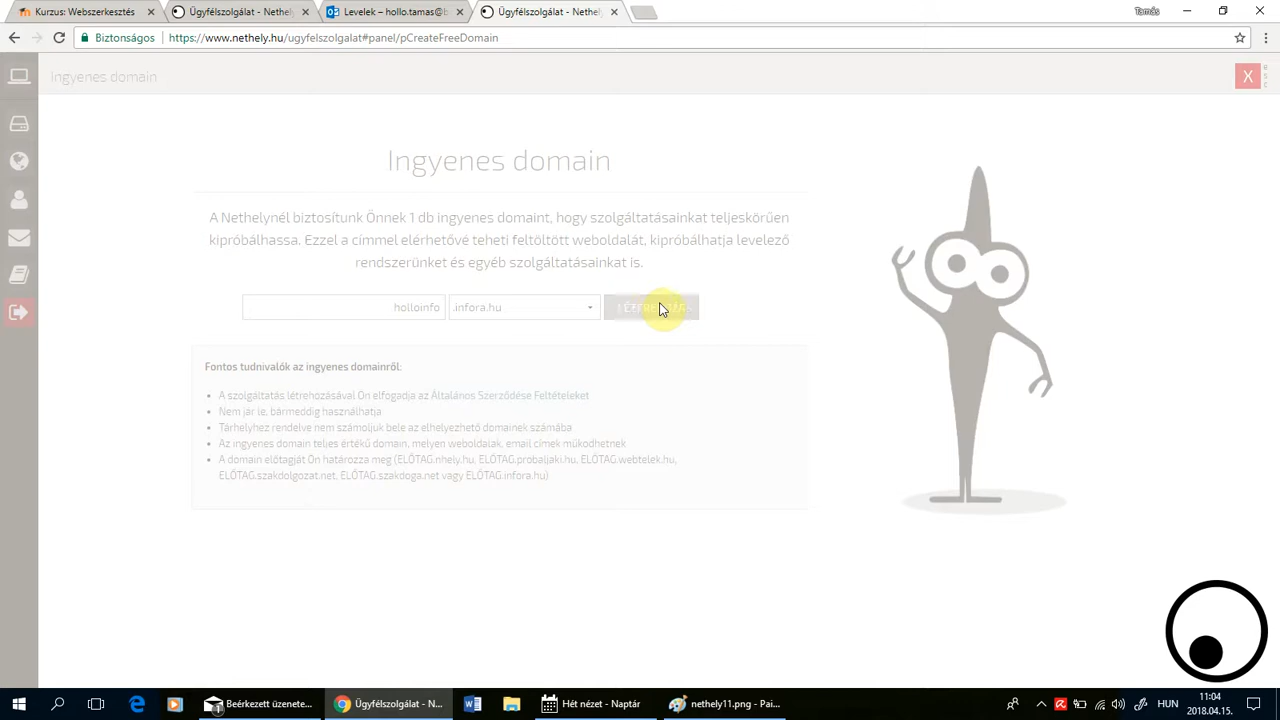 Kurzus: Webszerkesztés
Ügyfélszolgálat - Nethely
Levelek - hollo.tamas@b
Ügyfélszolgálat - Nethely
Tamás
Biztonságos
https://www.nethely.hu/ugyfelszolgalat#panel/pCreateFreeDomain
Ingyenes domain
X
B
S
C
Ingyenes domain
A Nethelynél biztosítunk Önnek 1 db ingyenes domaint, hogy szolgáltatásainkat teljeskörűen
kipróbálhassa. Ezzel a címmel elérhetővé teheti feltöltött weboldalát, kipróbálhatja levelező
rendszerünket és egyéb szolgáltatásainkat is.
holloinfo
.infora.hu
Fontos tudnivalók az ingyenes domainről:
A szolgáltatás létrehozásával Ön elfogadja az Általános Szerződése Feltételeket
Nem jár le, bármeddig használhatja
Tárhelyhez rendelve nem számoljuk bele az elhelyezhető domainek számába
Az ingyenes domain teljes értékű domain, melyen weboldalak, email címek működhetnek
A domain előtagját Ön határozza meg (ELŐTAG.nhely.hu, ELŐTAG.probaljaki.hu, ELŐTAG.webtelek.hu,
ELŐTAG.szakdolgozat.net, ELŐTAG.szakdoga.net vagy ELŐTAG.infora.hu)
1
Beérkezett üzenete...
Ügyfélszolgálat - N...
Hét nézet - Naptár
nethely11.png - Pai...
HUN
11:04
2018.04.15.